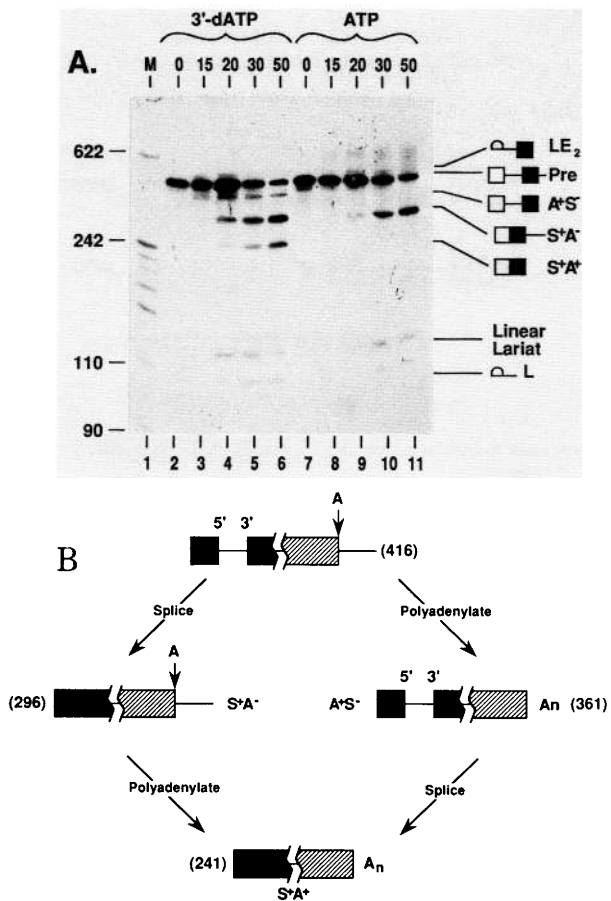 3'-dATP ATP
A. M 0 15 20 30 50 0 15 20 30 50
622
LE2
Pre
A+S-
S+A-
242
S+A+
Linear
Lariat
110
L
90
1 2 3 4 5 6 7 8 9 10 11
A
B 5' 3' (416)
Splice Polyadenylate
A
5' 3'
(296) S+A- A+S- An (361)
Polyadenylate Splice
(241) An
S+A+